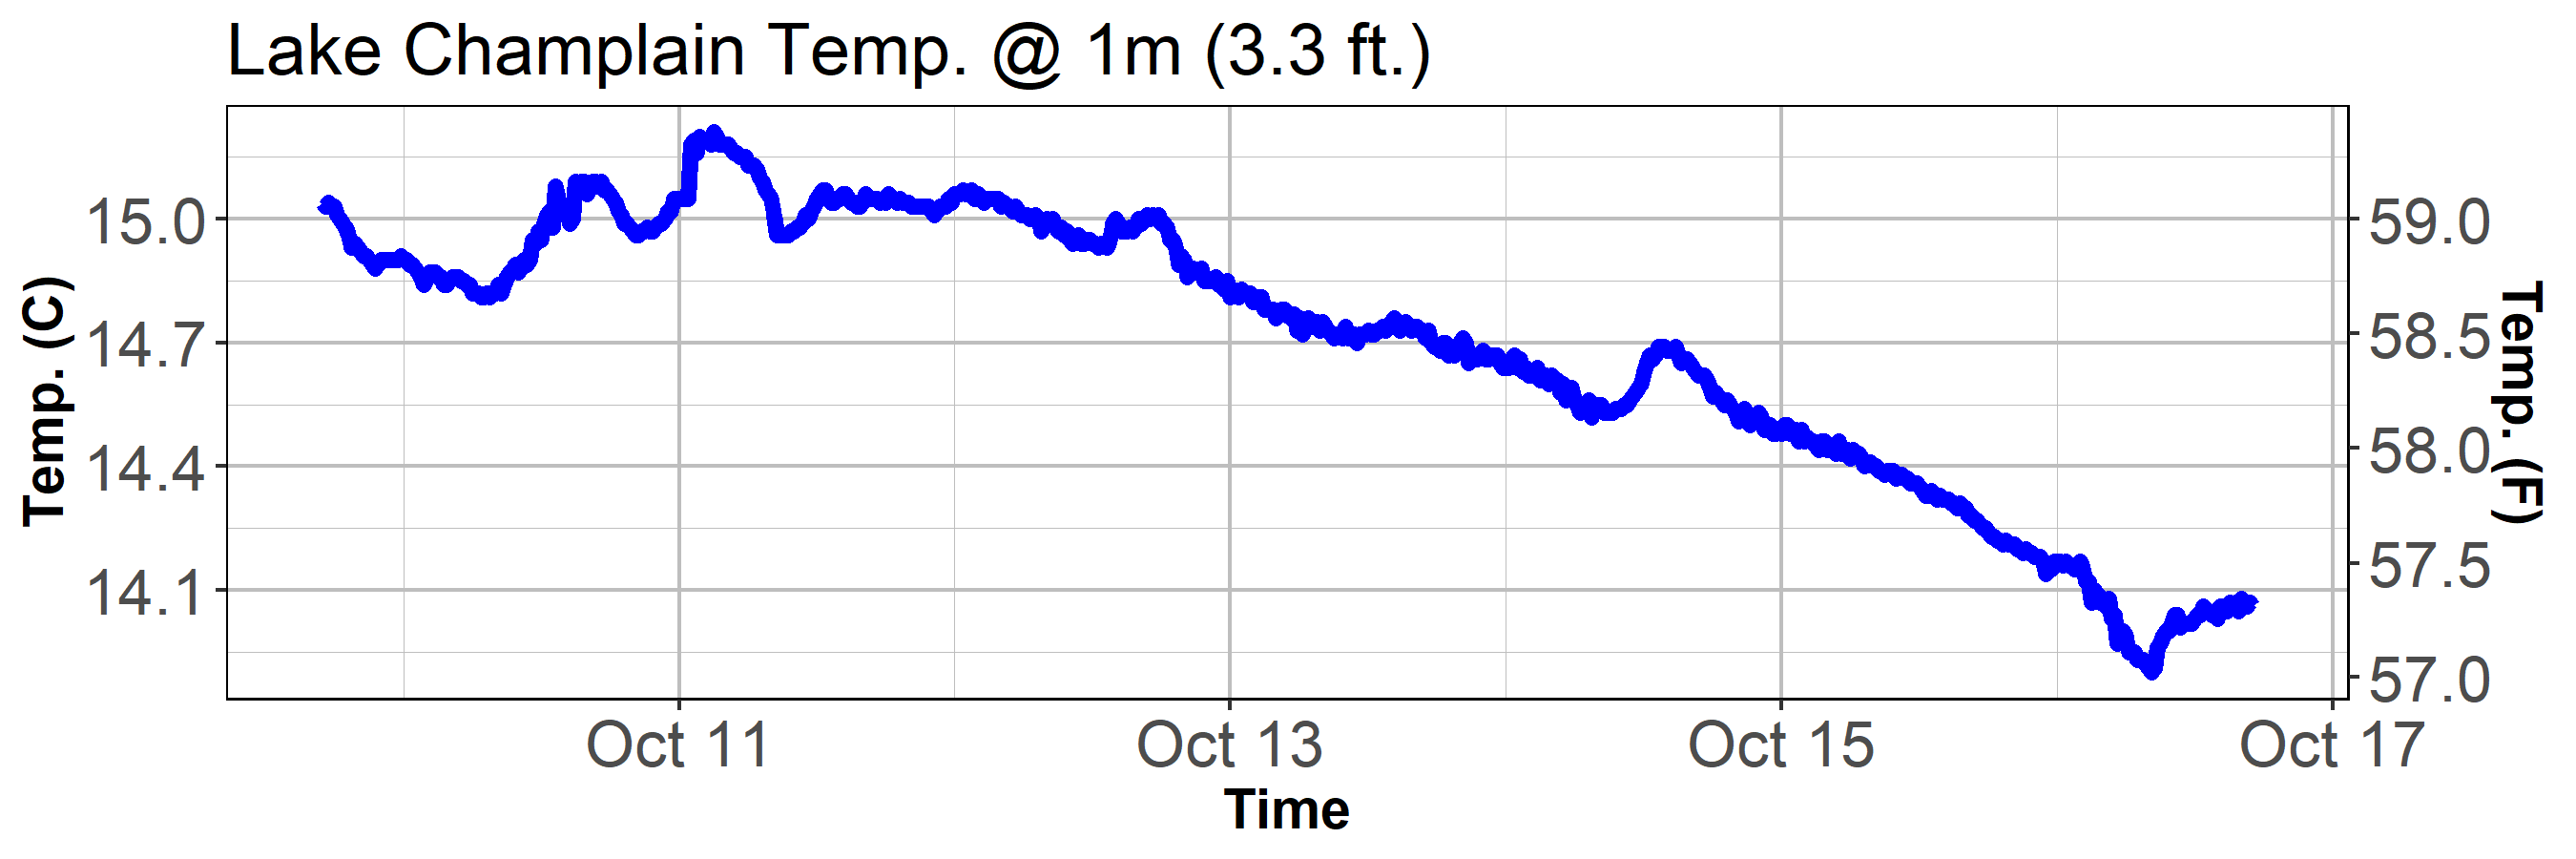 Lake Champlain Temp. @ 1m (3.3 ft.)
Temp. (C)
15.0
14.7
14.4
14.1
59.0
58.5
58.0
57.5
57.0
Temp. (F)
Oct 11
Oct 13
Oct 15
Oct 17
Time